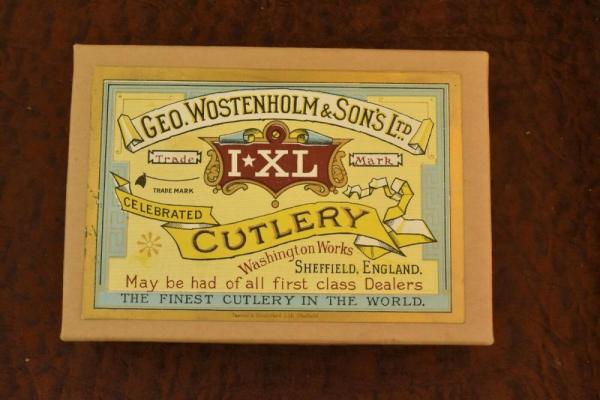 GEO. WOSTENHOLM & SON'S LTD.
Trade I★XL Mark
TRADE MARK
CELEBRATED
CUTLERY
Washington Works
SHEFFIELD, ENGLAND.
May be had of all first class Dealers
THE FINEST CUTLERY IN THE WORLD.